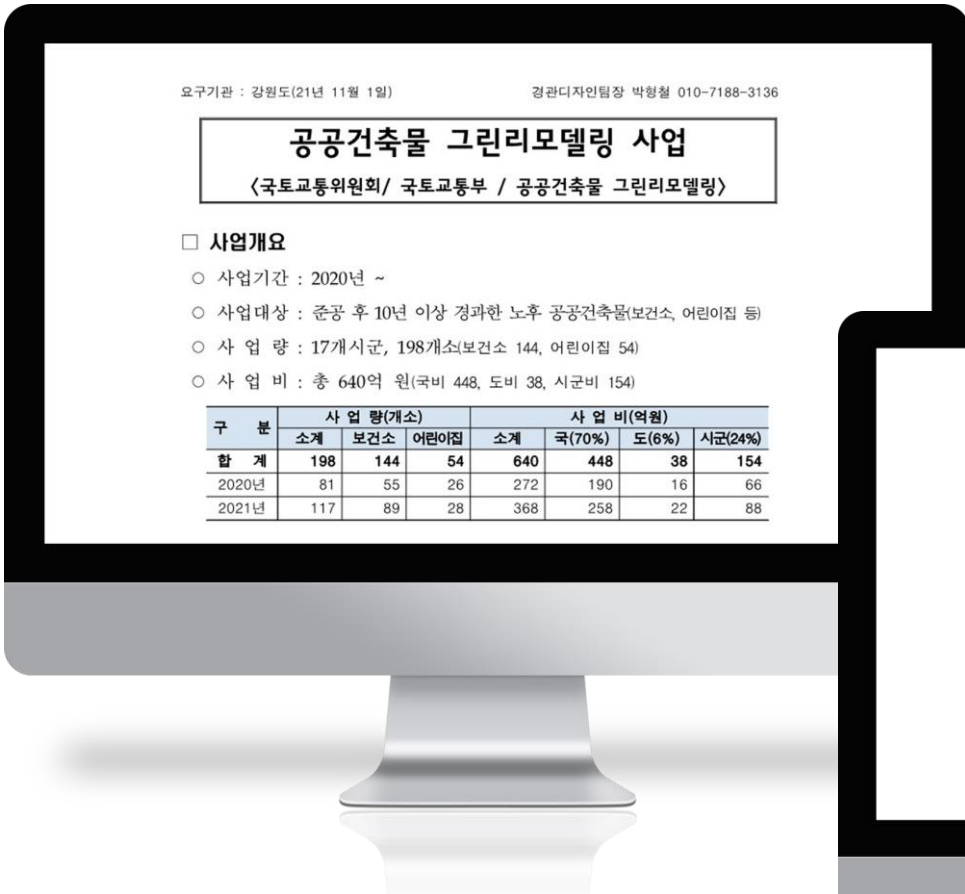 요구기관 : 강원도(21년 11월 1일) 경관디자인팀장 박형철 010-7188-3136
공공건축물 그린리모델링 사업
<국토교통위원회/ 국토교통부 / 공공건축물 그린리모델링>
□ 사업개요
○ 사업기간 : 2020년 ~
○ 사업대상 : 준공 후 10년 이상 경과한 노후 공공건축물(보건소, 어린이집 등)
○ 사 업 량 : 17개시군, 198개소(보건소 144, 어린이집 54)
○ 사 업 비 : 총 640억 원(국비 448, 도비 38, 시군비 154)
구 분 사 업 량(개소) 사 업 비(억원)
소계 보건소 어린이집 소계 국(70%) 도(6%) 시군(24%)
합 계 198 144 54 640 448 38 154
2020년 81 55 26 272 190 16 66
2021년 117 89 28 368 258 22 88